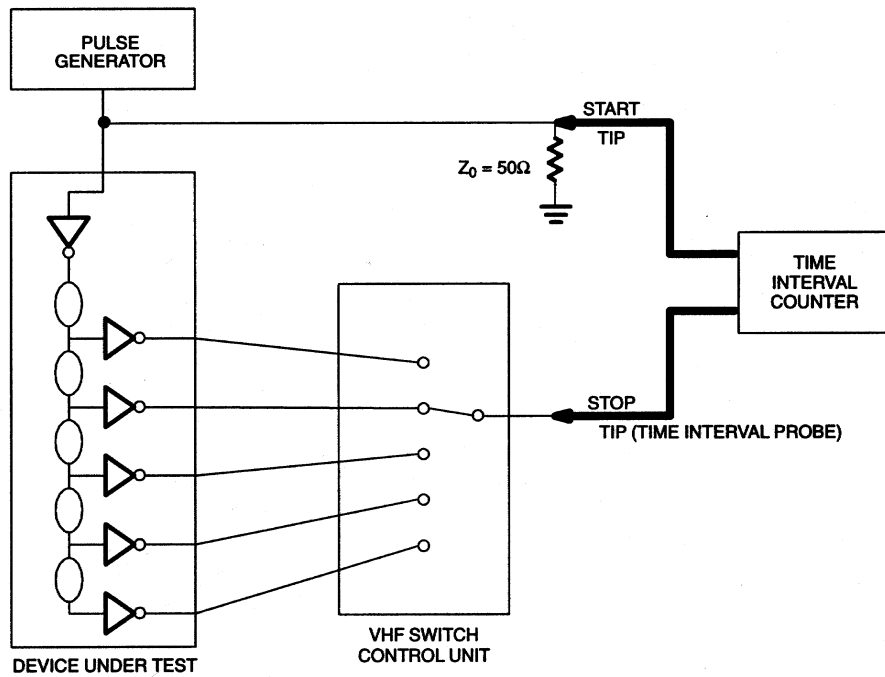 PULSE
GENERATOR
START
TIP
Z0 = 50Ω
TIME
INTERVAL
COUNTER
STOP
TIP (TIME INTERVAL PROBE)
VHF SWITCH
CONTROL UNIT
DEVICE UNDER TEST